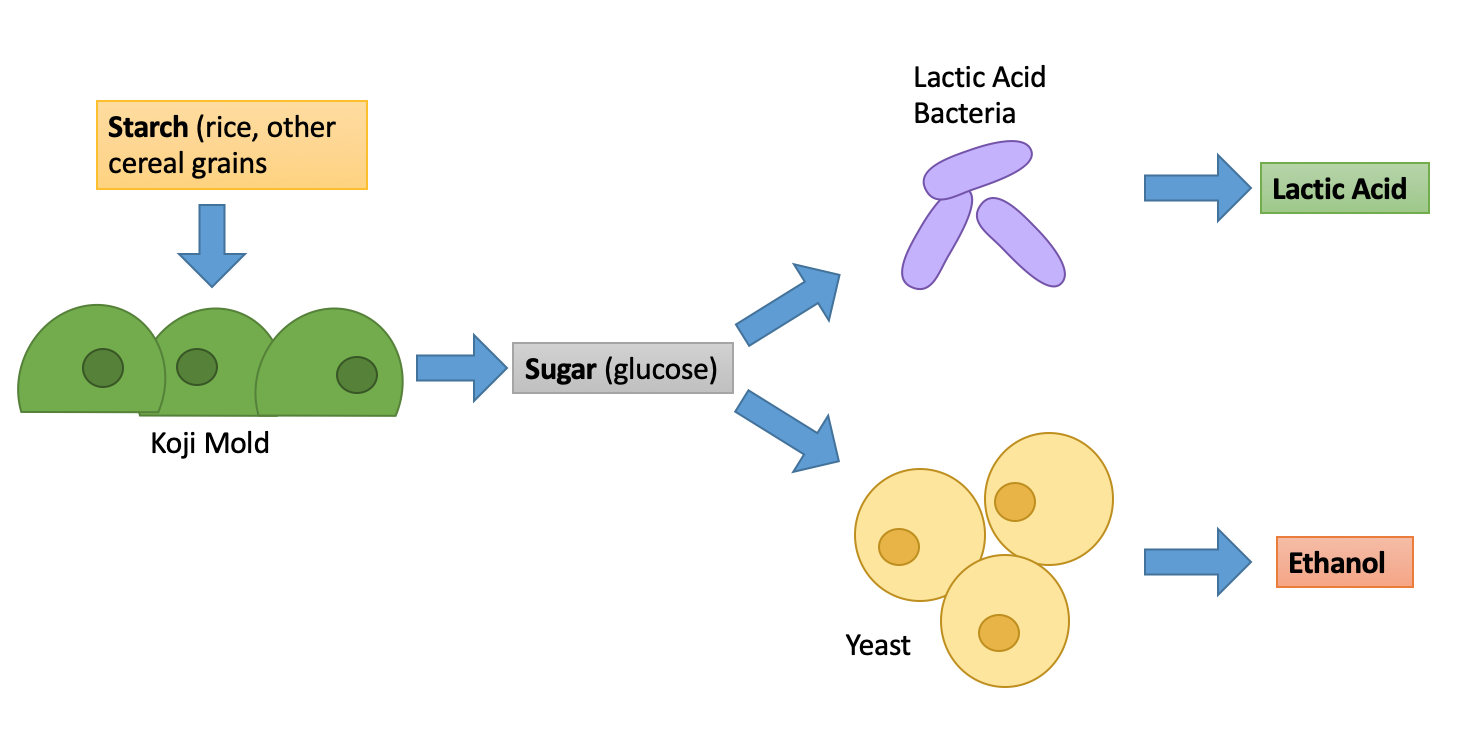 Starch (rice, other
cereal grains
Koji Mold
Sugar (glucose)
Lactic Acid
Bacteria
Lactic Acid
Yeast
Ethanol